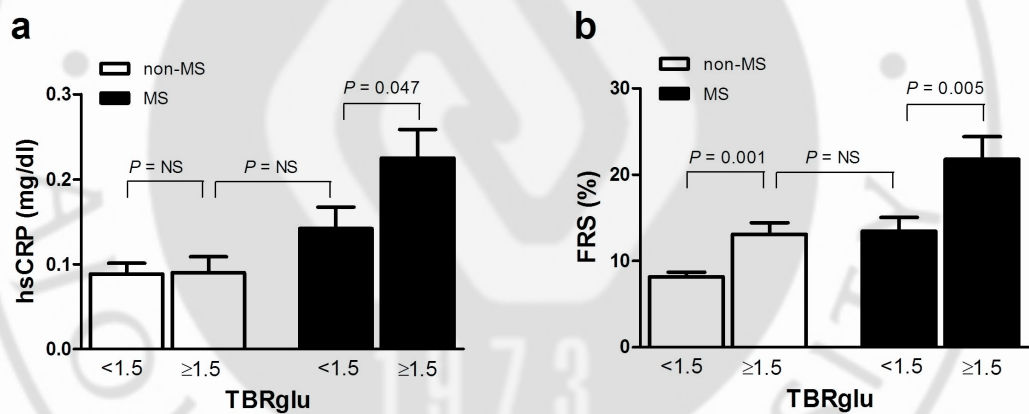 a
non-MS
MS
P = 0.047
P = NS
P = NS
hsCRP (mg/dl)
0.3
0.2
0.1
0.0
<1.5
≥1.5
<1.5
≥1.5
TBRglu
b
non-MS
MS
P = 0.005
P = 0.001
P = NS
FRS (%)
30
20
10
0
<1.5
≥1.5
<1.5
≥1.5
TBRglu
1973